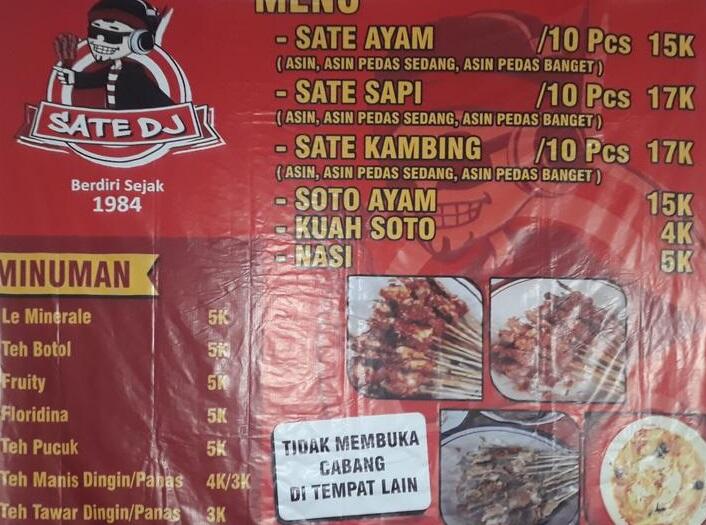 MENU
- SATE AYAM /10 Pcs 15K
( ASIN, ASIN PEDAS SEDANG, ASIN PEDAS BANGET )
- SATE SAPI /10 Pcs 17K
( ASIN, ASIN PEDAS SEDANG, ASIN PEDAS BANGET )
- SATE KAMBING /10 Pcs 17K
( ASIN, ASIN PEDAS SEDANG, ASIN PEDAS BANGET )
- SOTO AYAM 15K
- KUAH SOTO 4K
- NASI 5K
SATE DJ
Berdiri Sejak
1984
MINUMAN
Le Minerale 5K
Teh Botol 5K
Fruity 5K
Floridina 5K
Teh Pucuk 5K
Teh Manis Dingin/Panas 4K/3K
Teh Tawar Dingin/Panas 3K
TIDAK MEMBUKA
CABANG
DI TEMPAT LAIN